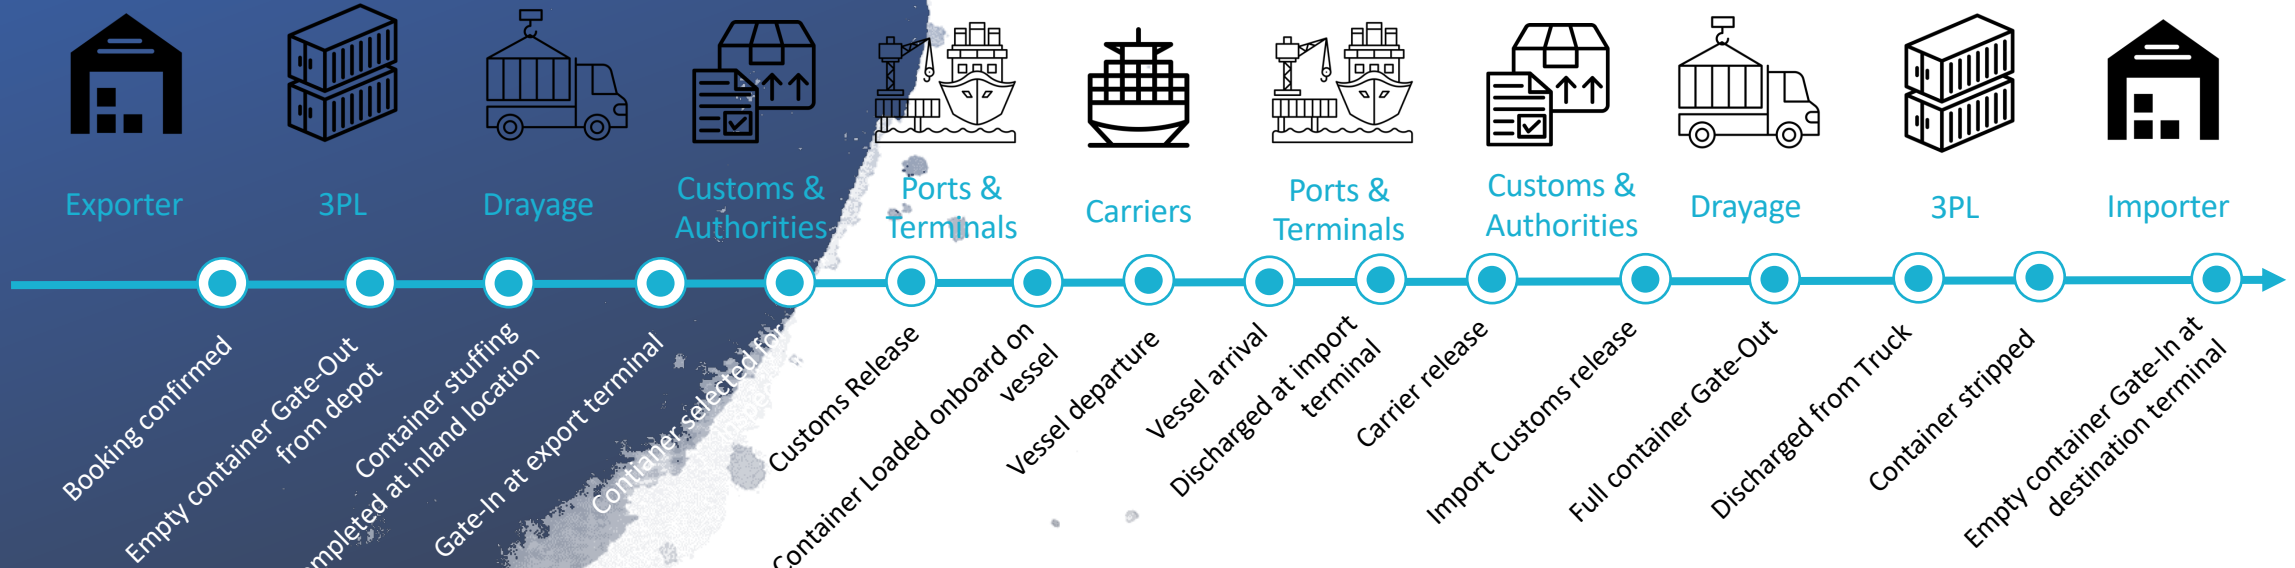 Exporter
3PL
Drayage
Customs &
Authorities
Ports &
Terminals
Carriers
Ports &
Terminals
Customs &
Authorities
Drayage
3PL
Importer
Booking confirmed
Empty container Gate-Out
from depot
Container stuffing
at inland location
Gate-In at export terminal
Contianer selected for
Customs Release
Container Loaded onboard on
vessel
Vessel departure
Vessel arrival
Discharged at import
terminal
Carrier release
Import Customs release
Full container Gate-Out
Discharged from Truck
Container stripped
Empty container Gate-In at
destination terminal